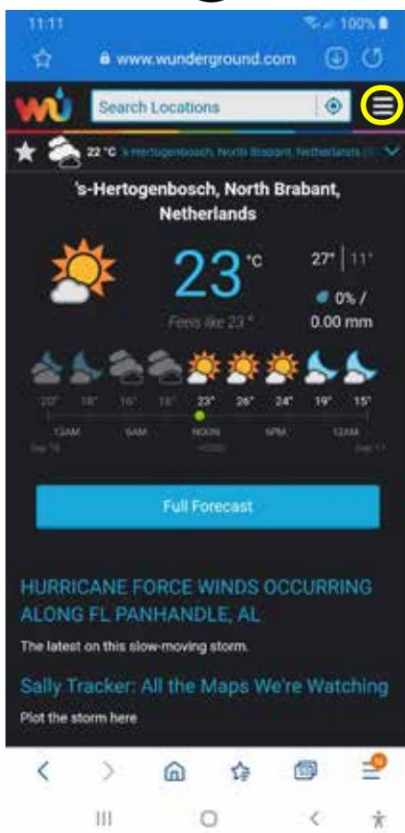 11:11 100%
www.wunderground.com
wu Search Locations
22 °C 's-Hertogenbosch, North Brabant, Netherlands
's-Hertogenbosch, North Brabant,
Netherlands
23 °C
27° | 11°
0% /
0.00 mm
Feels like 23 °
20° 18° 16° 18° 23° 26° 24° 19° 15°
12AM 6AM NOON 6PM 12AM
Full Forecast
HURRICANE FORCE WINDS OCCURRING
ALONG FL PANHANDLE, AL
The latest on this slow-moving storm.
Sally Tracker: All the Maps We're Watching
Plot the storm here